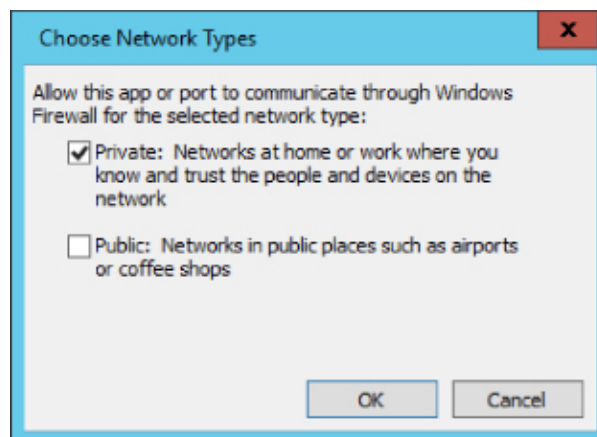 Choose Network Types
x
Allow this app or port to communicate through Windows
Firewall for the selected network type:
Private: Networks at home or work where you
know and trust the people and devices on the
network
Public: Networks in public places such as airports
or coffee shops
OK
Cancel